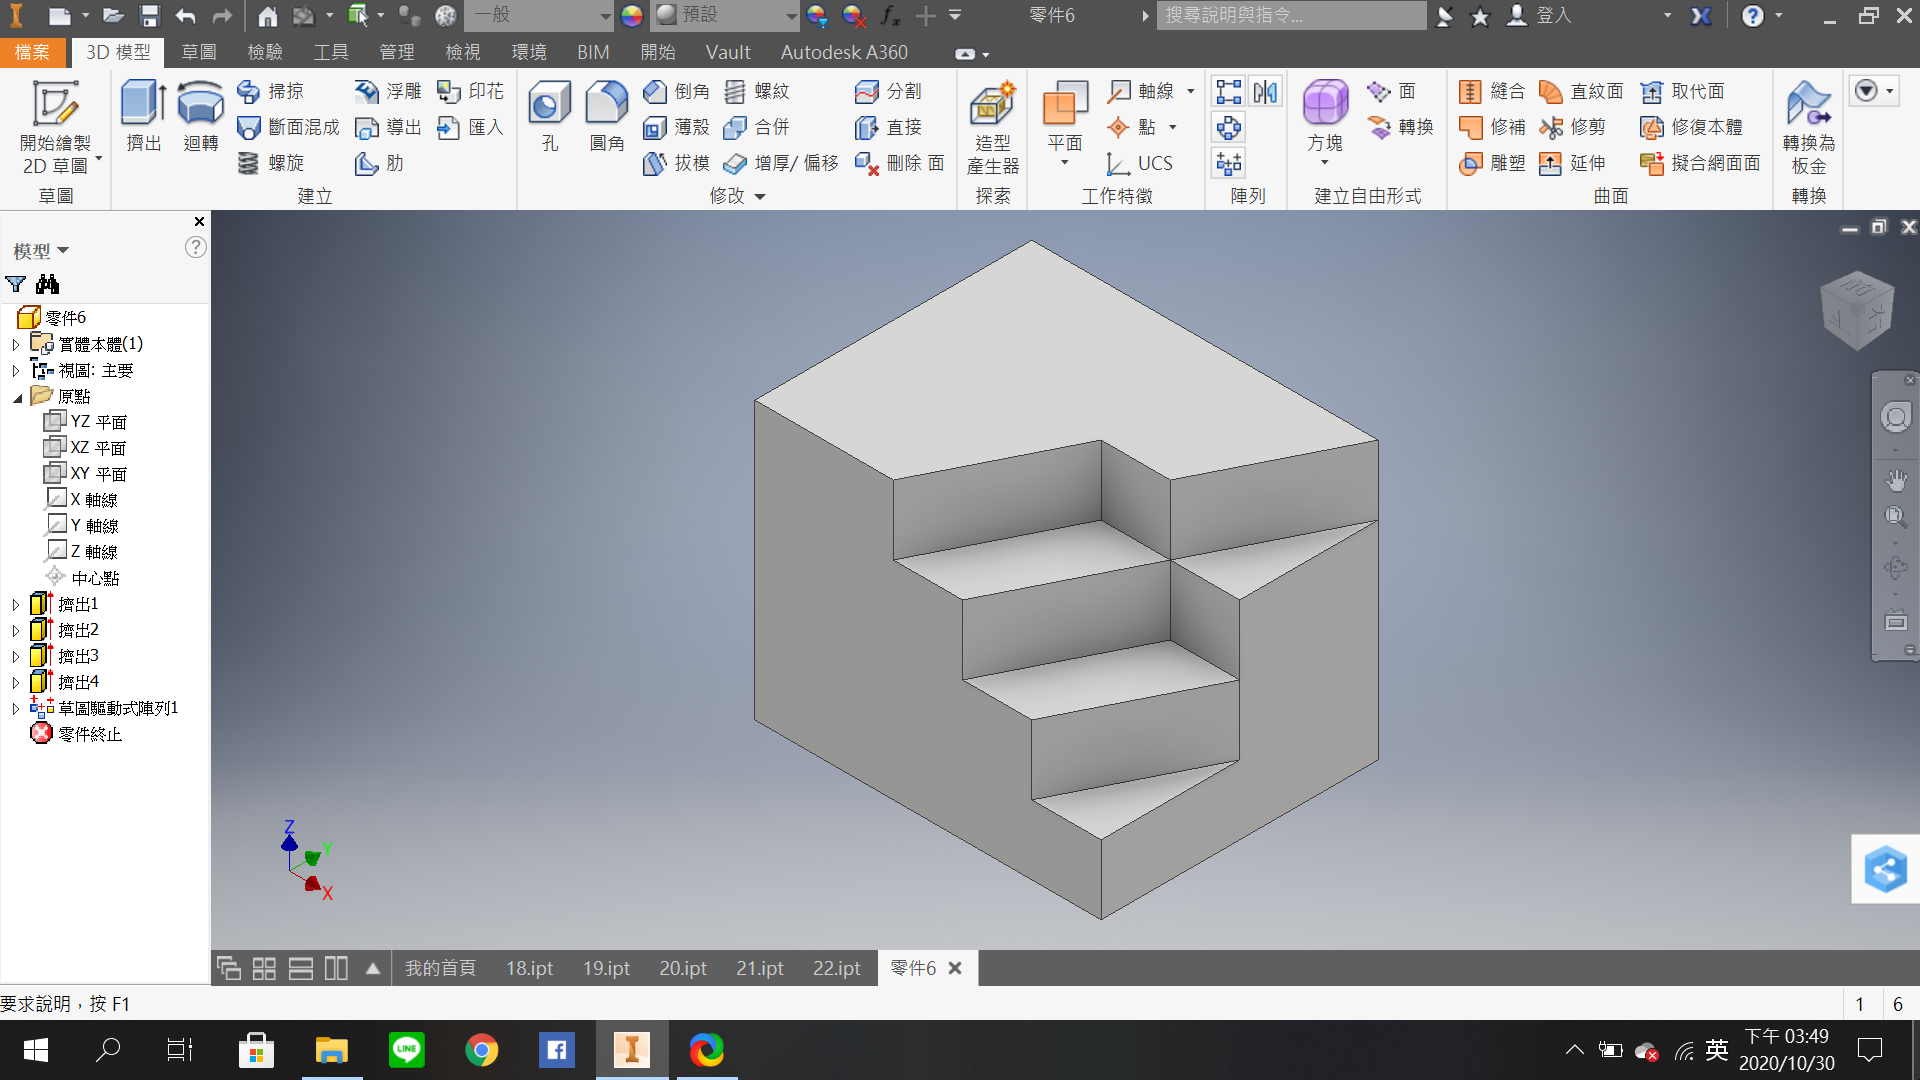 一般
預設
fx
零件6
搜尋說明與指令...
登入
檔案
3D 模型
草圖
檢驗
工具
管理
檢視
環境
BIM
開始
Vault
Autodesk A360
開始繪製
2D 草圖
草圖
擠出
迴轉
掃掠
斷面混成
螺旋
浮雕
導出
肋
印花
匯入
建立
孔
圓角
倒角
薄殼
拔模
螺紋
合併
增厚/ 偏移
分割
直接
刪除 面
修改
造型
產生器
探索
平面
軸線
點
UCS
工作特徵
陣列
方塊
面
轉換
建立自由形式
縫合
修補
雕塑
直紋面
修剪
延伸
取代面
修復本體
擬合網面面
曲面
轉換為
板金
轉換
模型
零件6
實體本體(1)
視圖: 主要
原點
YZ 平面
XZ 平面
XY 平面
X 軸線
Y 軸線
Z 軸線
中心點
擠出1
擠出2
擠出3
擠出4
草圖驅動式陣列1
零件終止
Z
Y
X
我的首頁
18.ipt
19.ipt
20.ipt
21.ipt
22.ipt
零件6
要求說明，按 F1
1
6
LINE
英
下午 03:49
2020/10/30